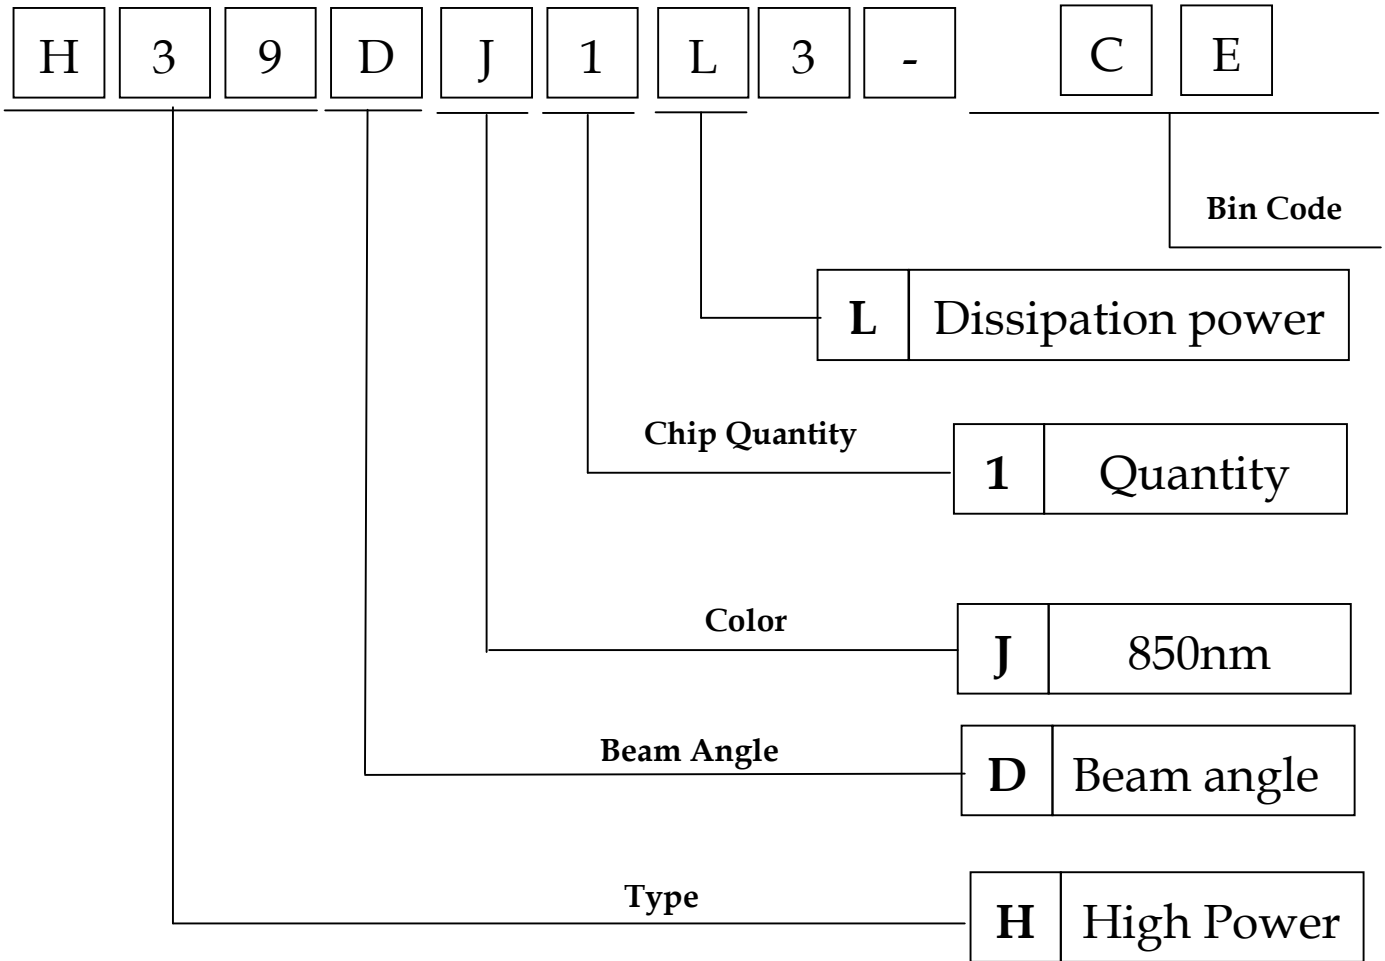 H 3 9 D J 1 L 3 - C E
Bin Code
L Dissipation power
Chip Quantity
1 Quantity
Color
J 850nm
Beam Angle
D Beam angle
Type
H High Power